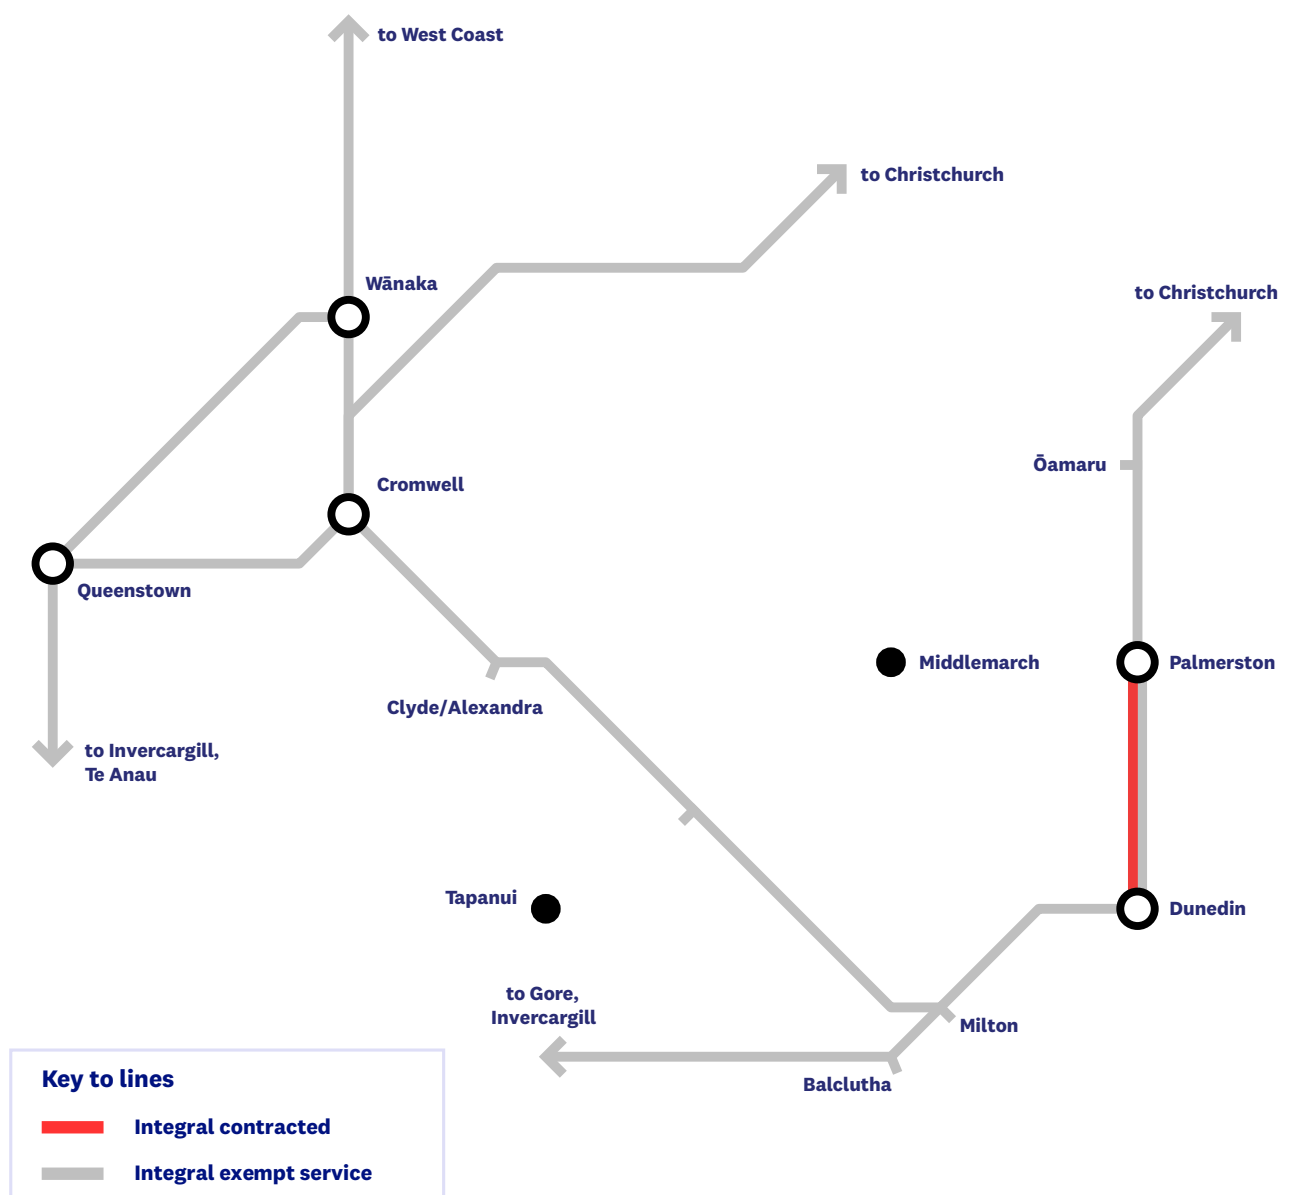 to West Coast
to Christchurch
Wānaka
to Christchurch
Ōamaru
Cromwell
Queenstown
Middlemarch
Palmerston
Clyde/Alexandra
to Invercargill,
Te Anau
Tapanui
Dunedin
to Gore,
Invercargill
Milton
Balclutha
Key to lines
Integral contracted
Integral exempt service